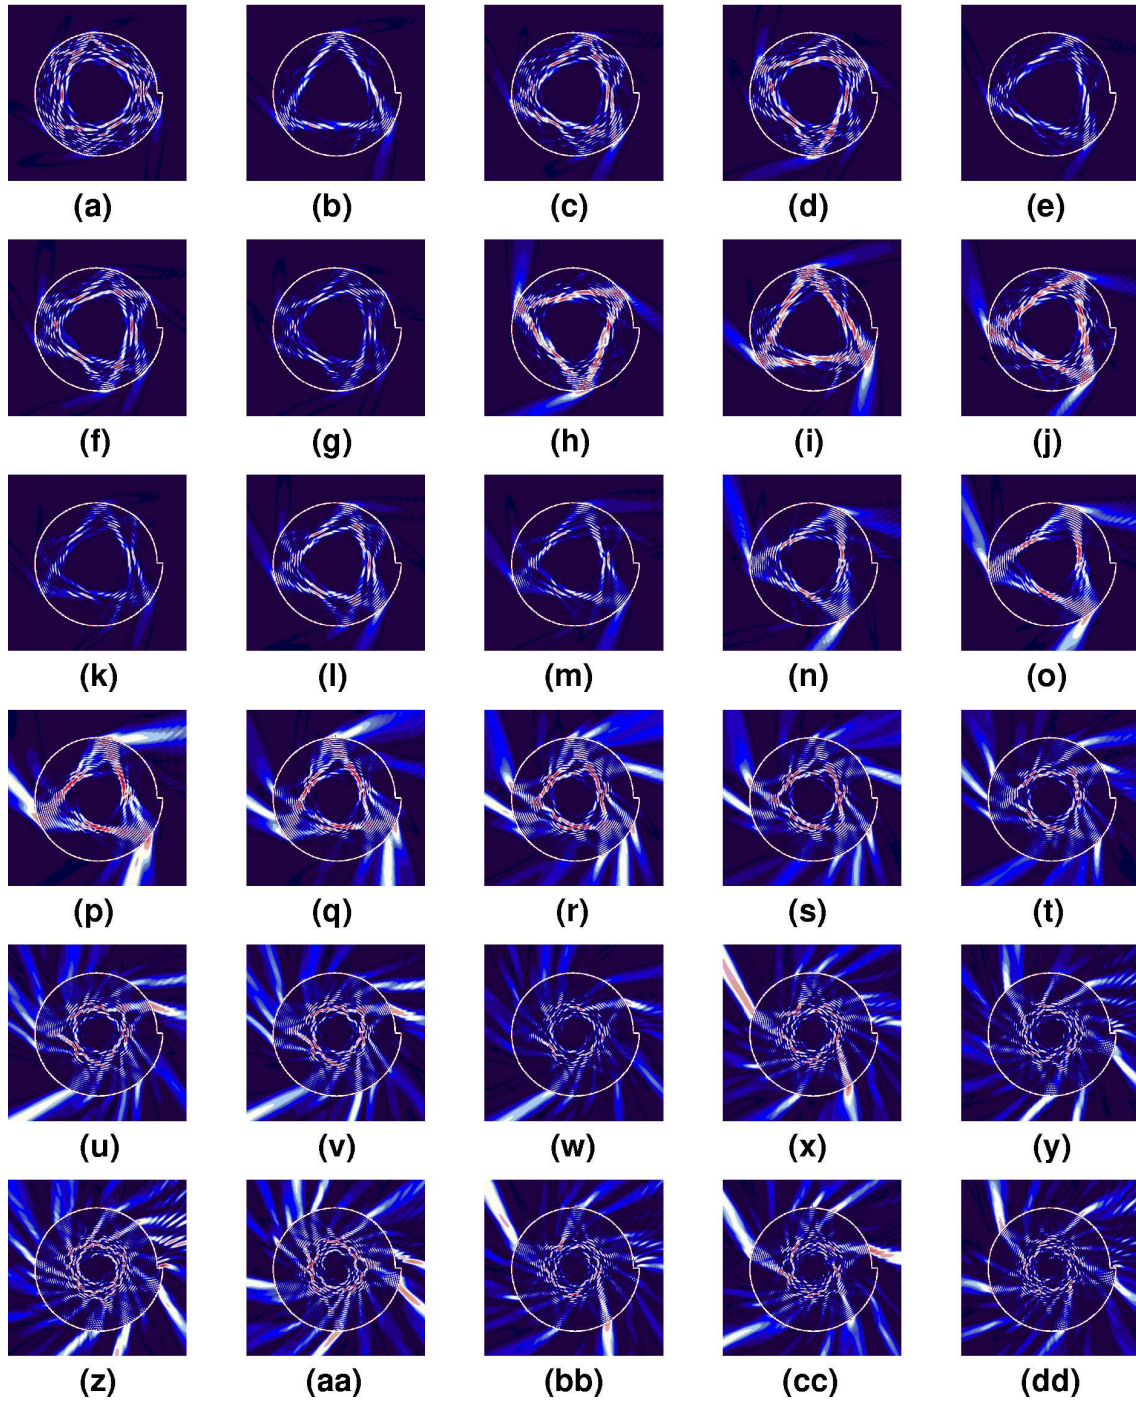 (a) (b) (c) (d) (e)
(f) (g) (h) (i) (j)
(k) (l) (m) (n) (o)
(p) (q) (r) (s) (t)
(u) (v) (w) (x) (y)
(z) (aa) (bb) (cc) (dd)